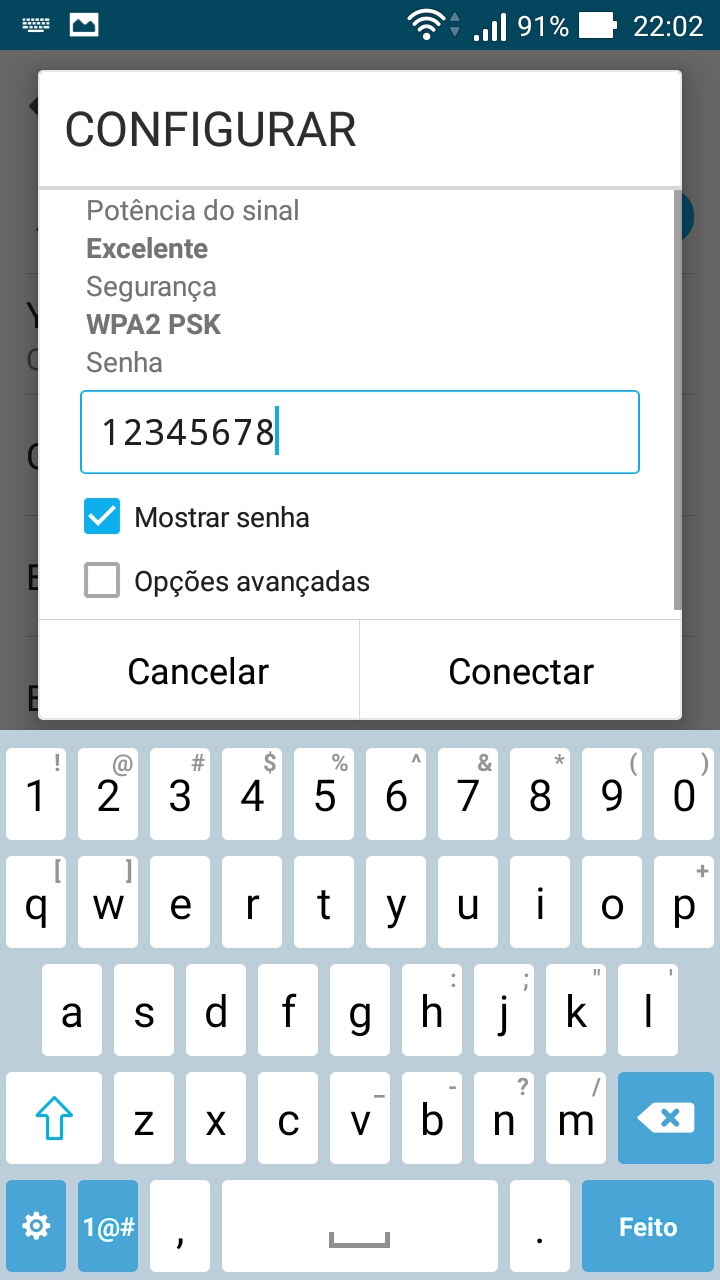 91% 22:02
CONFIGURAR
Potência do sinal
Excelente
Segurança
WPA2 PSK
Senha
12345678
Mostrar senha
Opções avançadas
Cancelar Conectar
! @ # $ % ^ & * ( )
1 2 3 4 5 6 7 8 9 0
[ ] +
q w e r t y u i o p
: ; " '
a s d f g h j k l
_ - ? /
z x c v b n m
1@# , . Feito